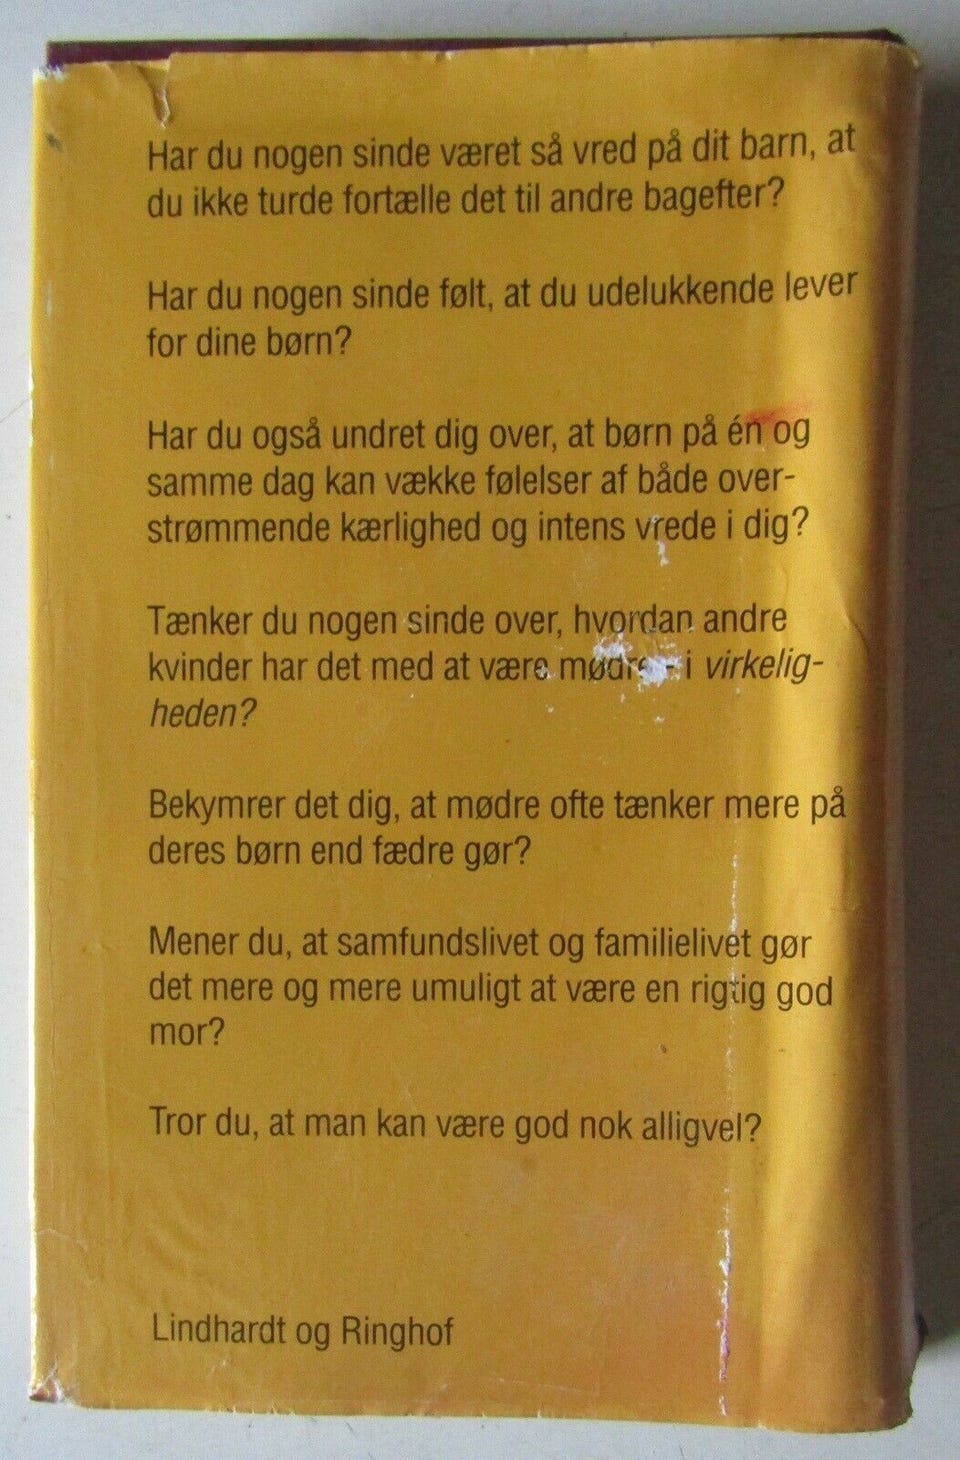 Har du nogen sinde været så vred på dit barn, at
du ikke turde fortælle det til andre bagefter?
Har du nogen sinde følt, at du udelukkende lever
for dine børn?
Har du også undret dig over, at børn på én og
samme dag kan vække følelser af både over-
strømmende kærlighed og intens vrede i dig?
Tænker du nogen sinde over, hvordan andre
kvinder har det med at være mødre - i virkelig-
heden?
Bekymrer det dig, at mødre ofte tænker mere på
deres børn end fædre gør?
Mener du, at samfundslivet og familielivet gør
det mere og mere umuligt at være en rigtig god
mor?
Tror du, at man kan være god nok alligvel?
Lindhardt og Ringhof